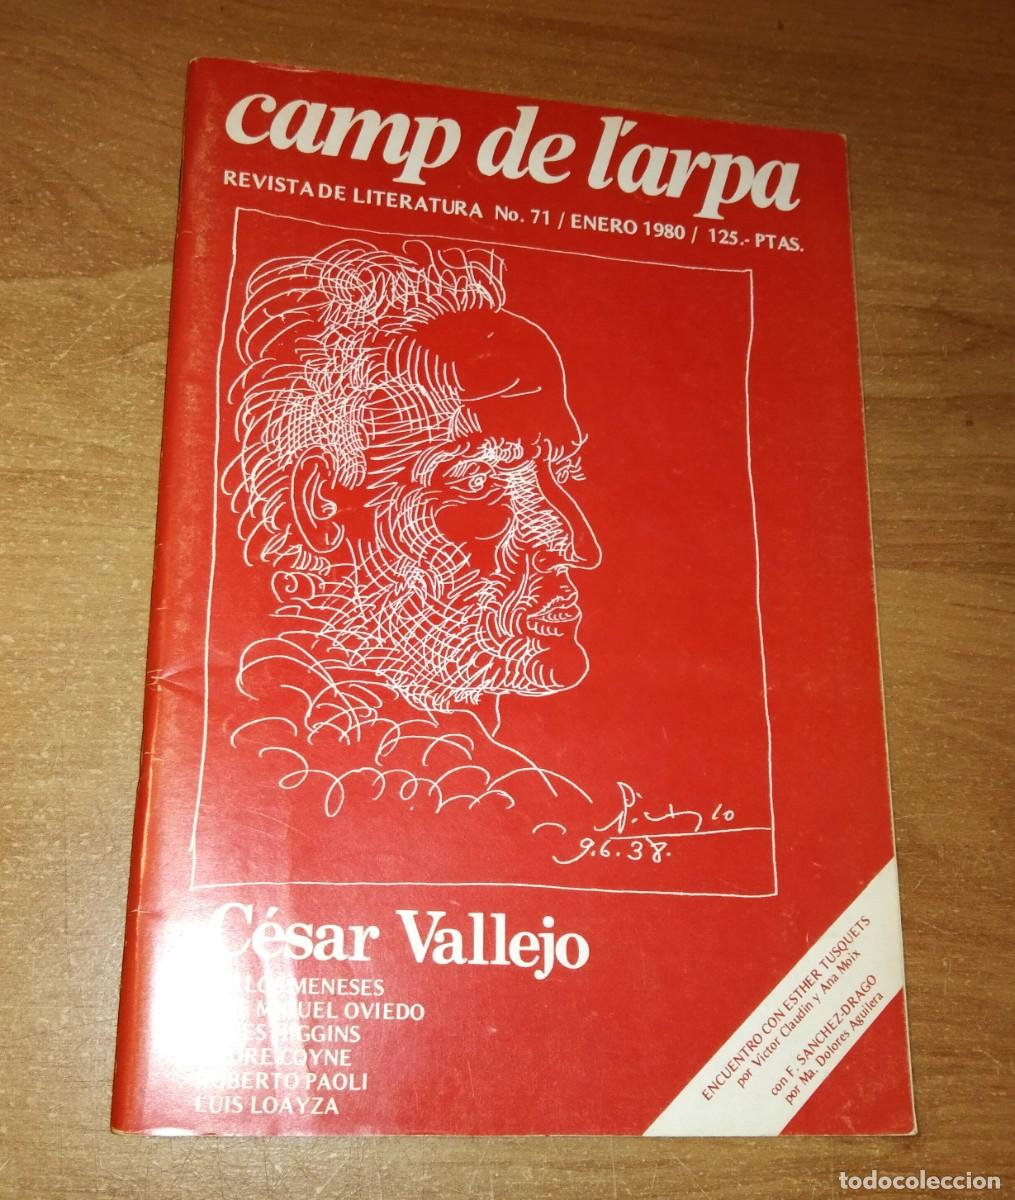 camp de l'arpa
REVISTA DE LITERATURA No. 71 / ENERO 1980 / 125.- PTAS.
Picasso
9.6.38.
César Vallejo
MENESES
MIGUEL OVIEDO
HIGGINS
COYNE
ROBERTO PAOLI
LUIS LOAYZA
ENCUENTRO CON ESTHER TUSQUETS
por Víctor Claudín y Ana Moix
con F. SANCHEZ-DRAGO
por Ma. Dolores Aguilera
todocoleccion